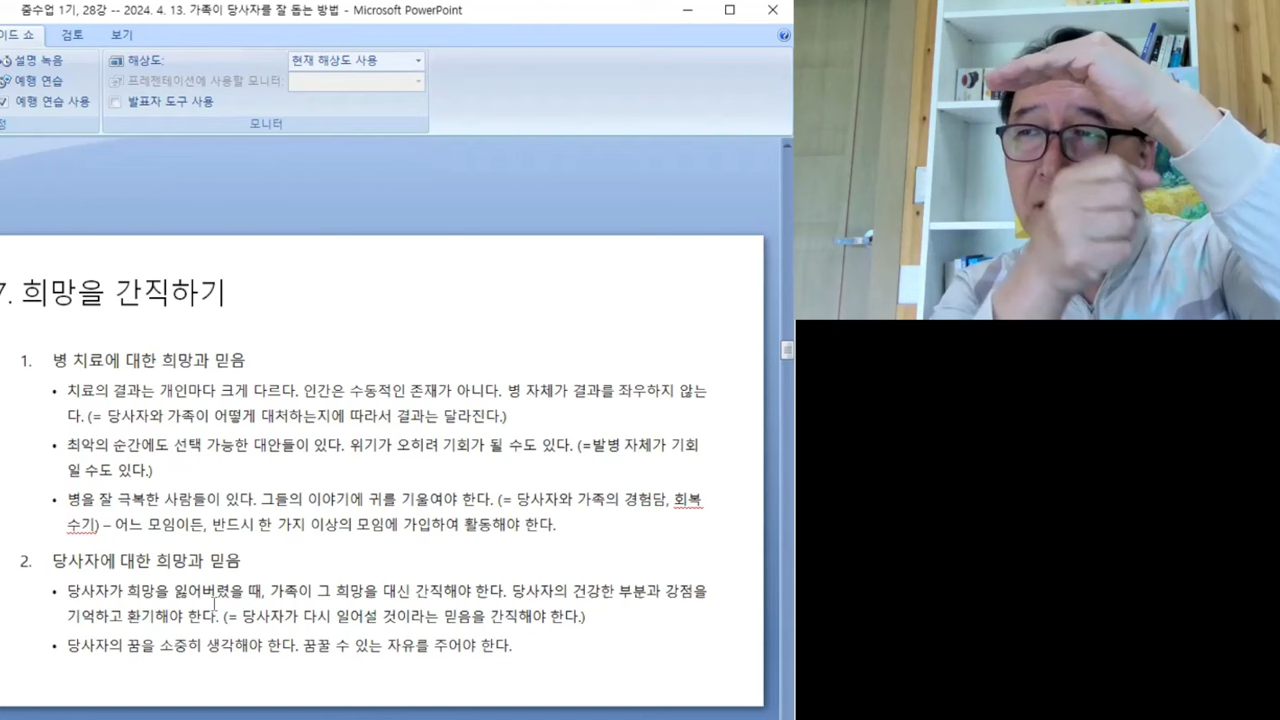 줌수업 1기, 28강 -- 2024. 4. 13. 가족이 당사자를 잘 돕는 방법 - Microsoft PowerPoint
이드 쇼 검토 보기
설명 녹음 해상도: 현재 해상도 사용
예행 연습 프레젠테이션에 사용할 모니터:
예행 연습 사용 발표자 도구 사용
정 모니터
7. 희망을 간직하기
1. 병 치료에 대한 희망과 믿음
• 치료의 결과는 개인마다 크게 다르다. 인간은 수동적인 존재가 아니다. 병 자체가 결과를 좌우하지 않는
다. (= 당사자와 가족이 어떻게 대처하는지에 따라서 결과는 달라진다.)
• 최악의 순간에도 선택 가능한 대안들이 있다. 위기가 오히려 기회가 될 수도 있다. (=발병 자체가 기회
일 수도 있다.)
• 병을 잘 극복한 사람들이 있다. 그들의 이야기에 귀를 기울여야 한다. (= 당사자와 가족의 경험담, 회복
수기) – 어느 모임이든, 반드시 한 가지 이상의 모임에 가입하여 활동해야 한다.
2. 당사자에 대한 희망과 믿음
• 당사자가 희망을 잃어버렸을 때, 가족이 그 희망을 대신 간직해야 한다. 당사자의 건강한 부분과 강점을
기억하고 환기해야 한다. (= 당사자가 다시 일어설 것이라는 믿음을 간직해야 한다.)
• 당사자의 꿈을 소중히 생각해야 한다. 꿈꿀 수 있는 자유를 주어야 한다.